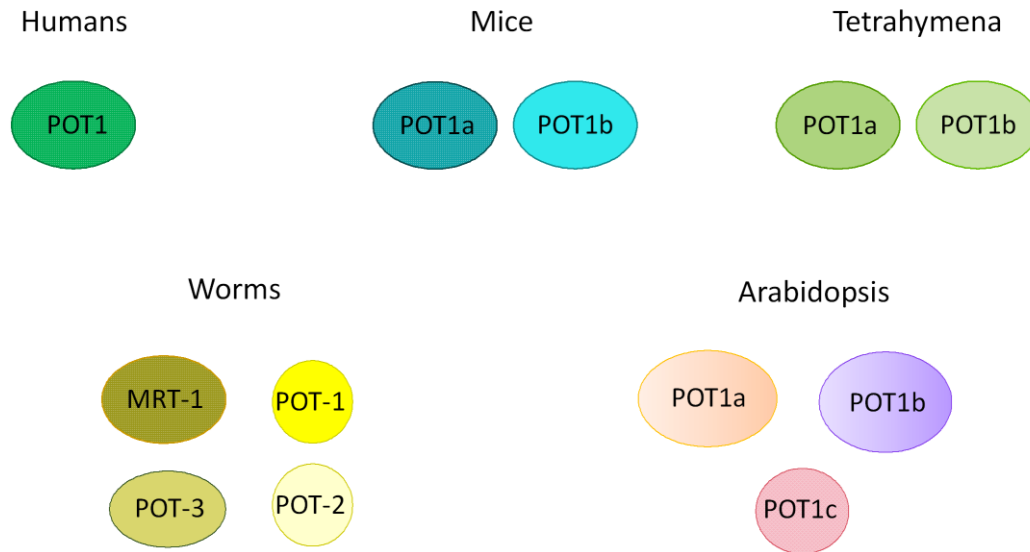 Humans
Mice
Tetrahymena
POT1
POT1a
POT1b
POT1a
POT1b
Worms
Arabidopsis
MRT-1
POT-1
POT1a
POT1b
POT-3
POT-2
POT1c